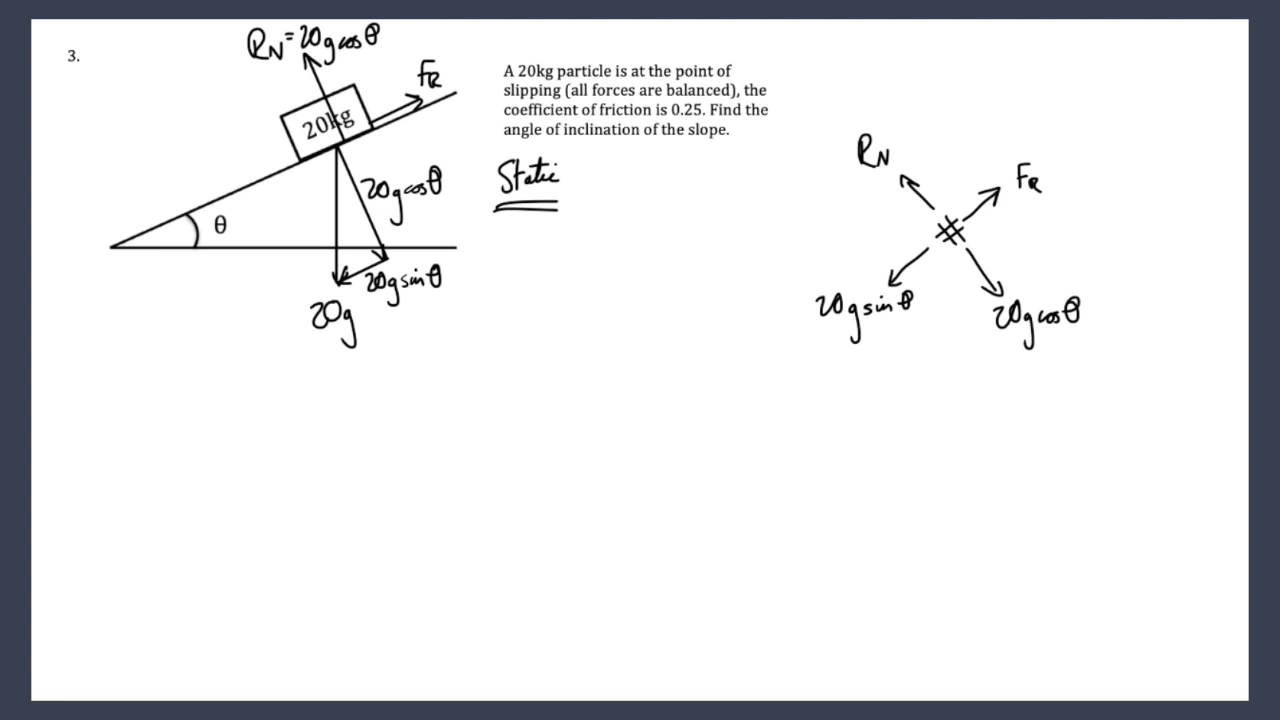 3.
R_N = 20g cos θ
F_R
20kg
A 20kg particle is at the point of
slipping (all forces are balanced), the
coefficient of friction is 0.25. Find the
angle of inclination of the slope.
Static
20g cos θ
θ
20g sin θ
20g
R_N
F_R
20g sin θ
20g cos θ